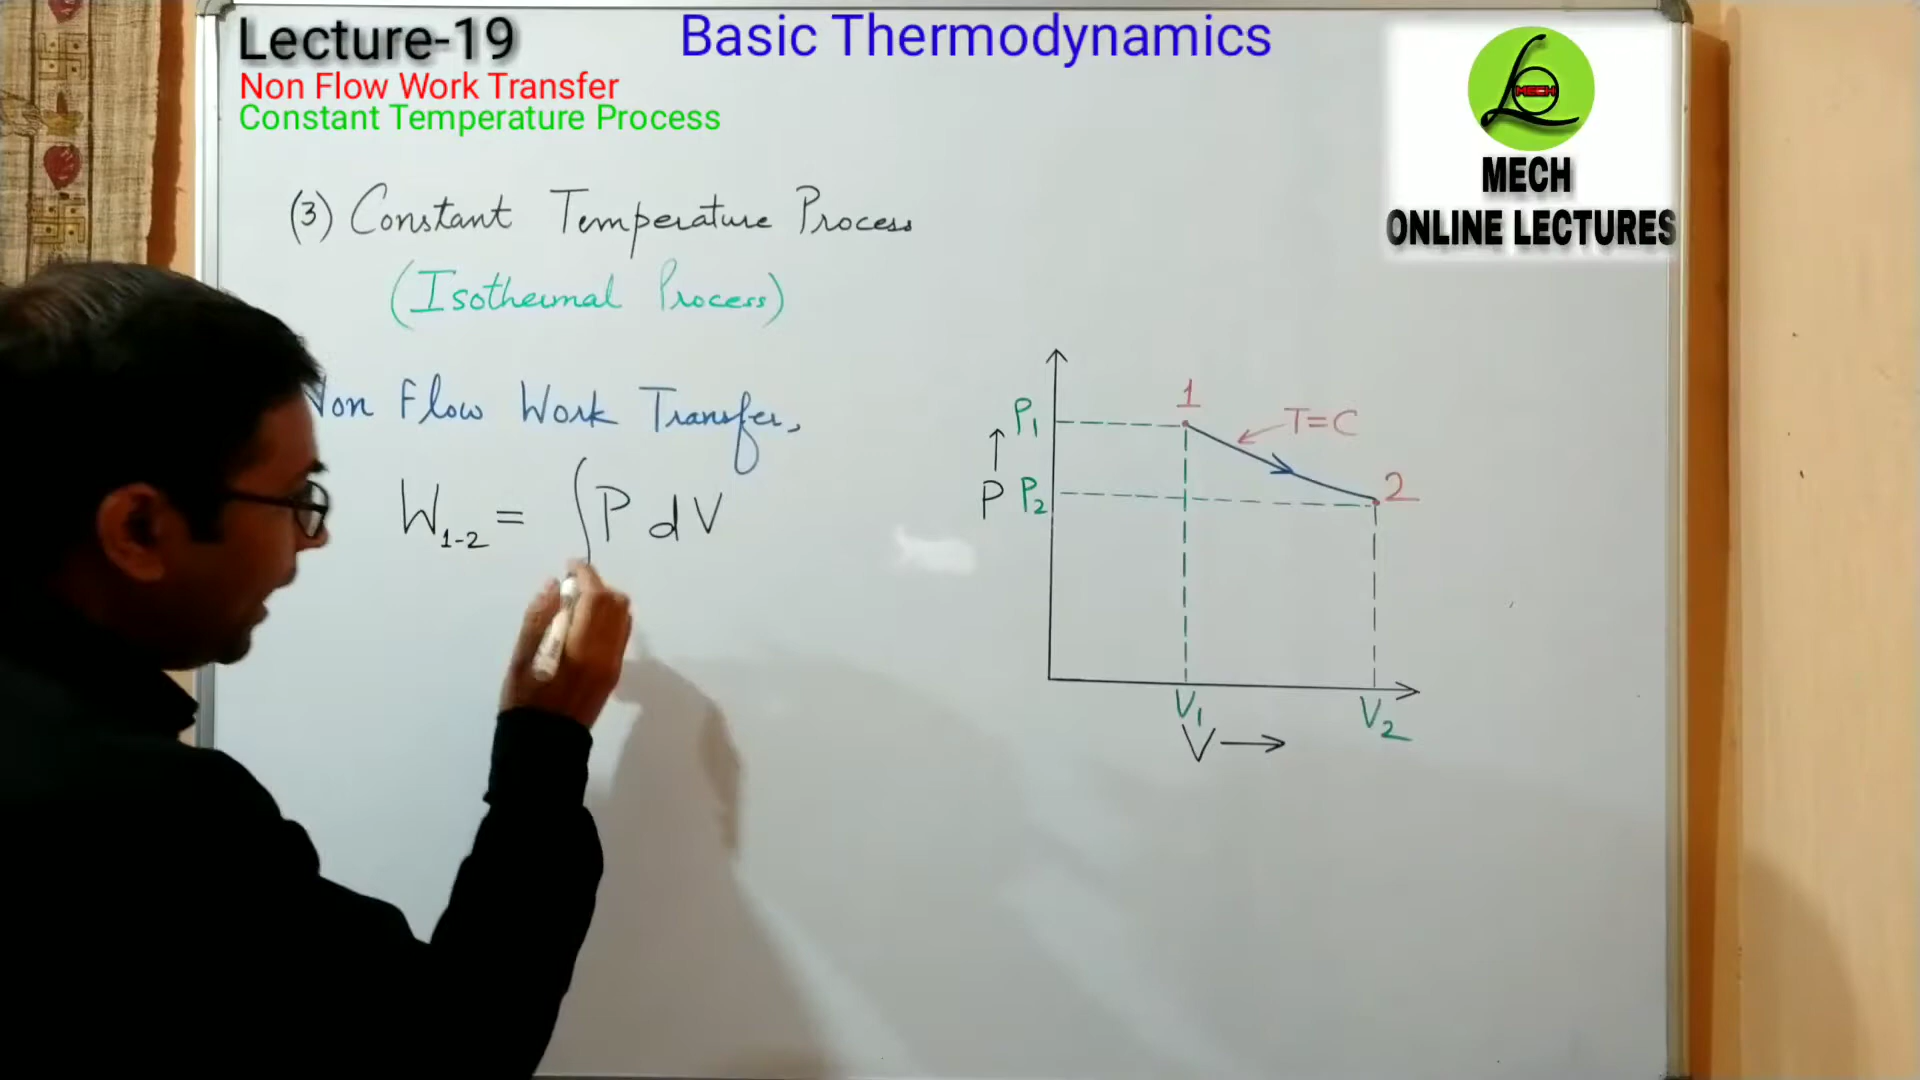 Lecture-19
Basic Thermodynamics
Non Flow Work Transfer
Constant Temperature Process
MECH
MECH
ONLINE LECTURES
(3) Constant Temperature Process
(Isothermal Process)
Non Flow Work Transfer,
W₁₋₂ = ∫ P dV
1
T=C
P₁
2
P P₂
V₁
V₂
V